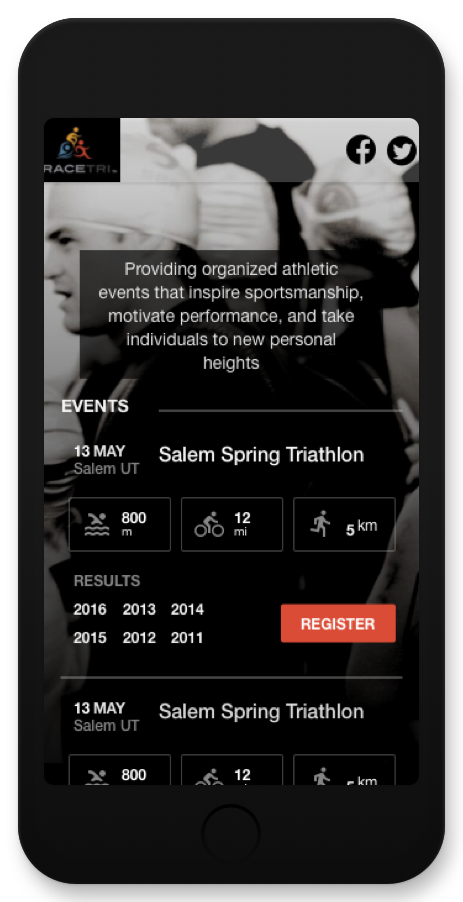 RACETRI
Providing organized athletic
events that inspire sportsmanship,
motivate performance, and take
individuals to new personal
heights
EVENTS
13 MAY
Salem UT
Salem Spring Triathlon
800
m
12
mi
5 km
RESULTS
2016 2013 2014
2015 2012 2011
REGISTER
13 MAY
Salem UT
Salem Spring Triathlon
800
12
5 km